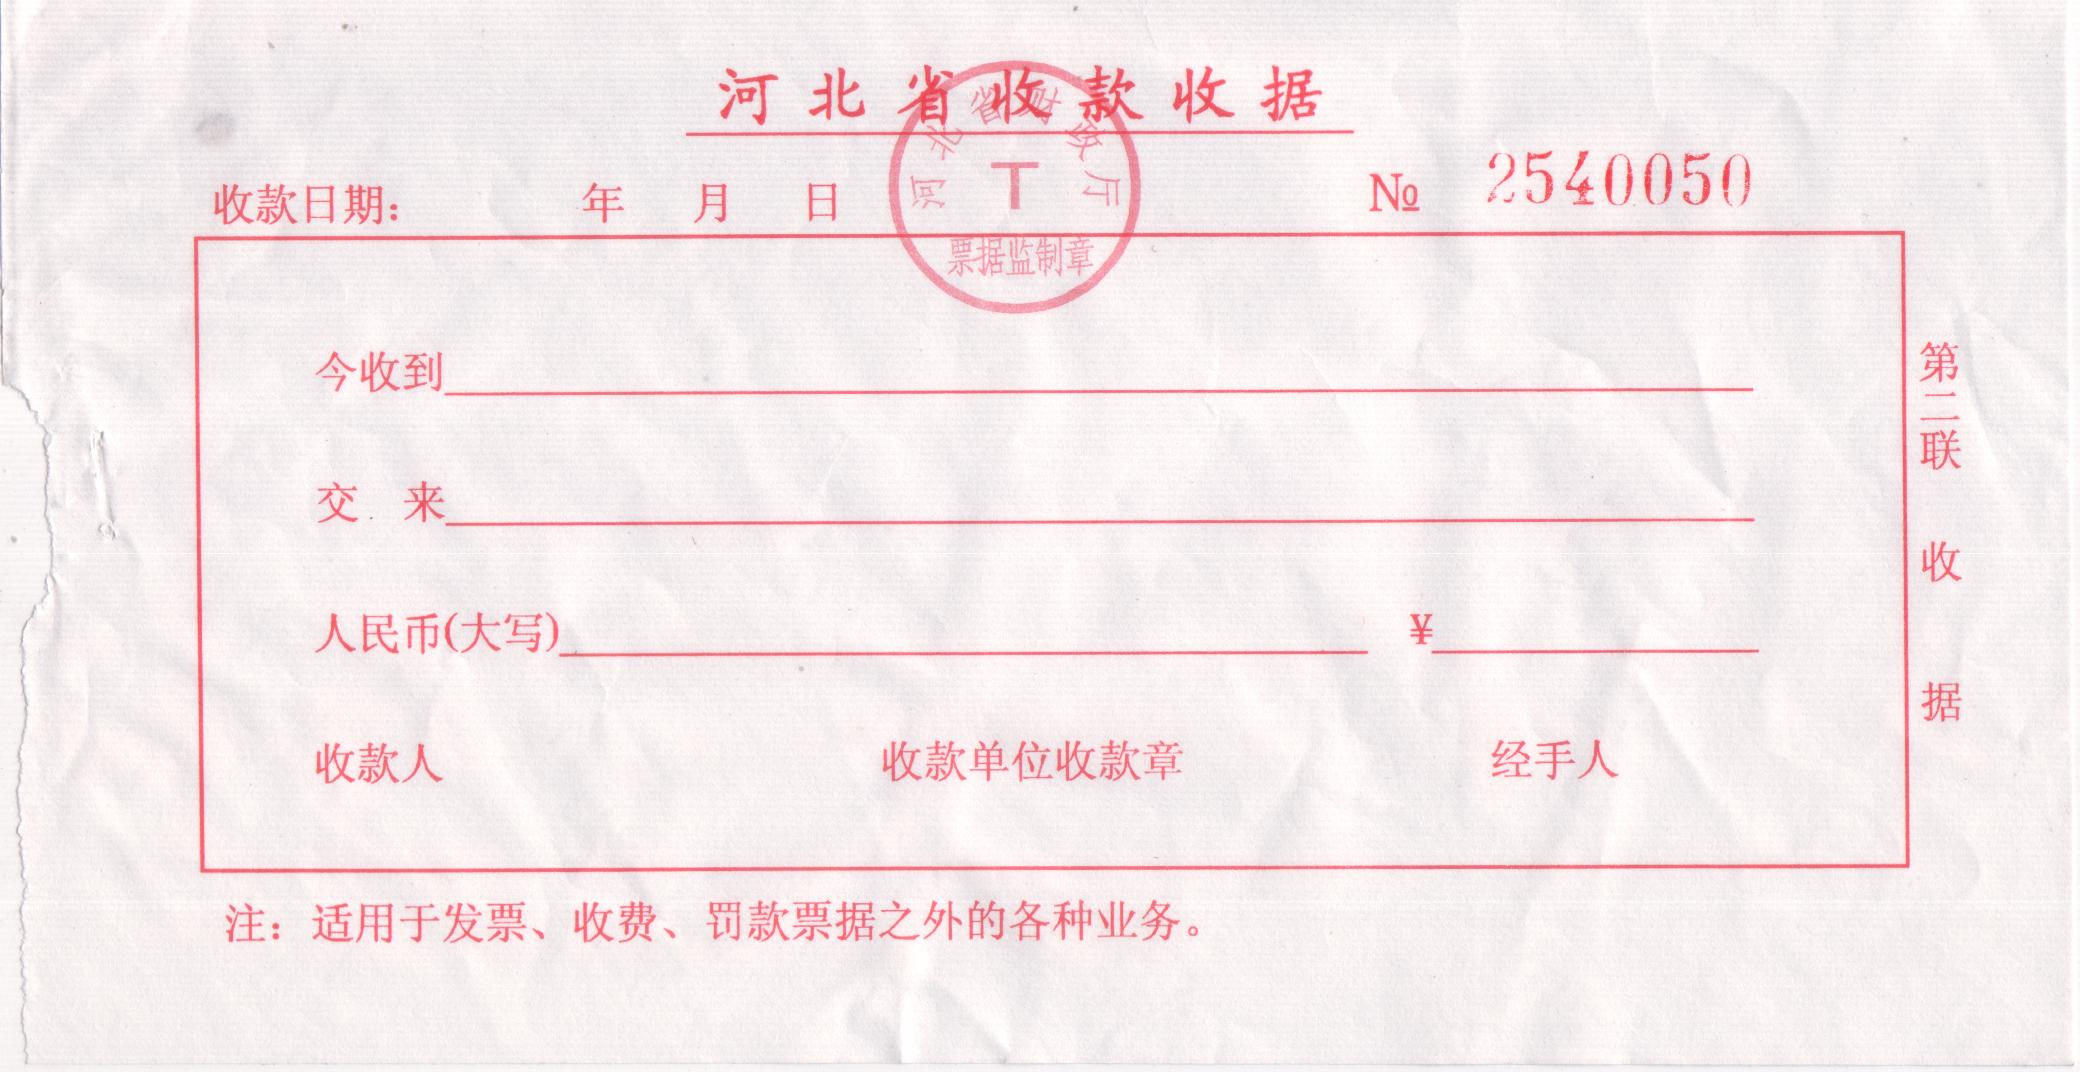 河北省收款收据
河北省财政厅
T
票据监制章
收款日期： 年 月 日
№ 2540050
今收到
交 来
人民币(大写) ¥
收款人 收款单位收款章 经手人
第二联 收据
注：适用于发票、收费、罚款票据之外的各种业务。